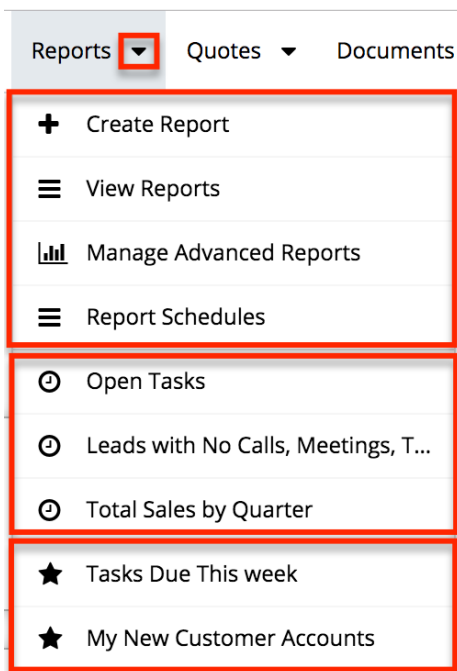 Reports Quotes Documents
Create Report
View Reports
Manage Advanced Reports
Report Schedules
Open Tasks
Leads with No Calls, Meetings, T...
Total Sales by Quarter
Tasks Due This week
My New Customer Accounts